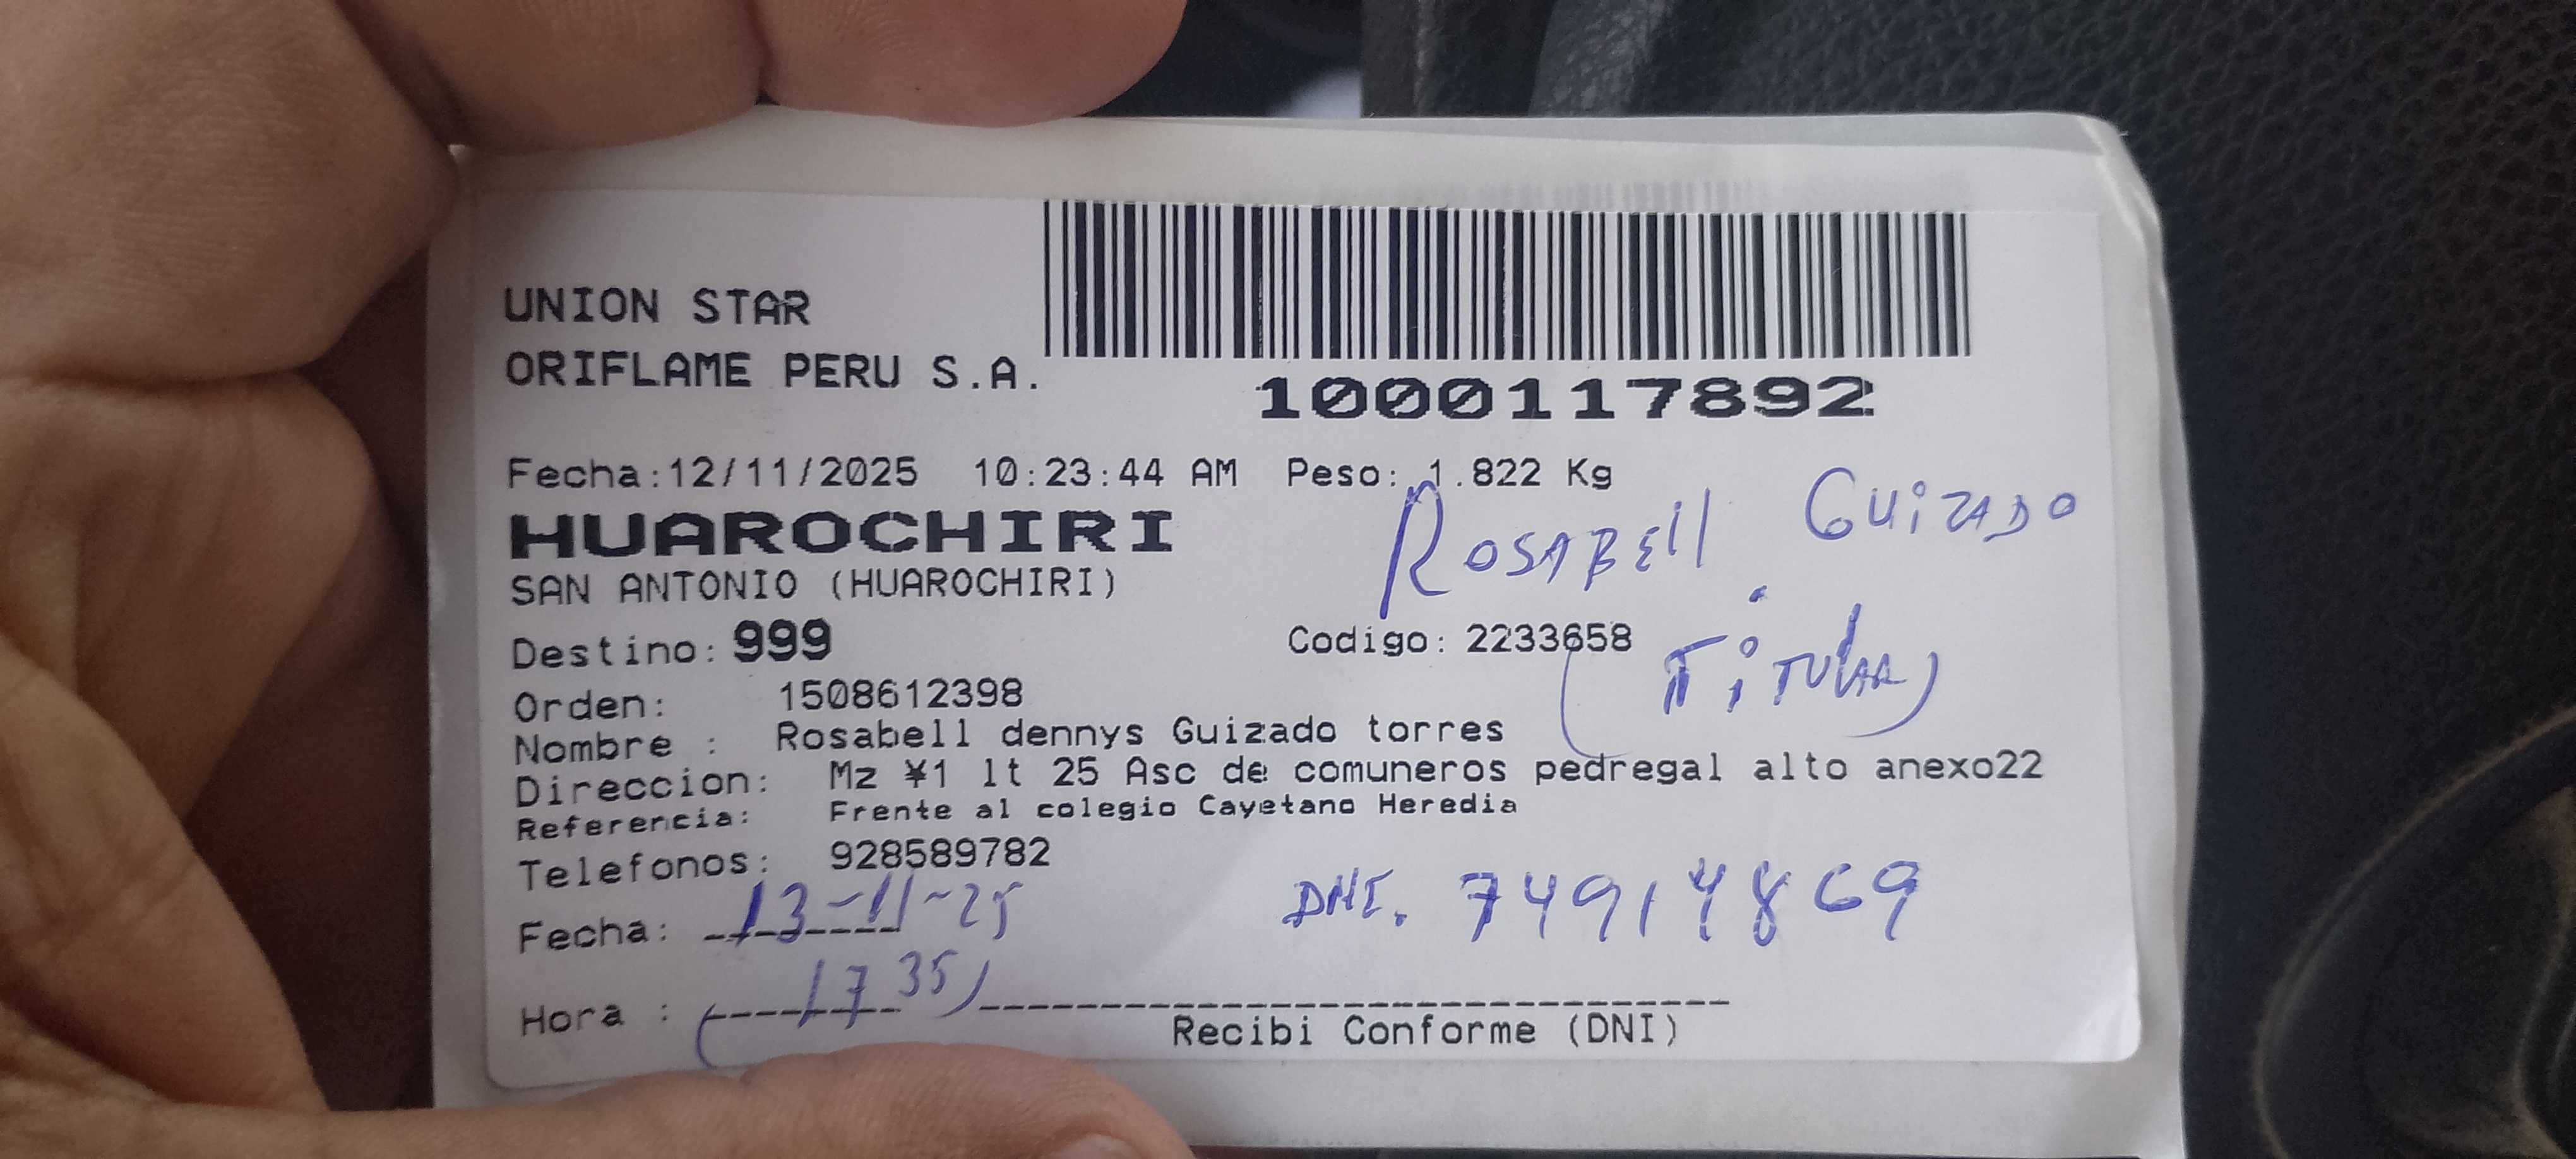 UNION STAR
ORIFLAME PERU S.A.
1000117892
Fecha:12/11/2025 10:23:44 AM Peso: 1.822 Kg
HUAROCHIRI
Rosabell Guizado
SAN ANTONIO (HUAROCHIRI)
Destino: 999 Codigo: 2233658
(Titular)
Orden: 1508612398
Nombre : Rosabell dennys Guizado torres
Direccion: Mz ¥1 lt 25 Asc de comuneros pedregal alto anexo22
Referencia: Frente al colegio Cayetano Heredia
Telefonos: 928589782
Fecha: 13-11-25 DNI. 74914869
Hora : (17 35)
Recibi Conforme (DNI)